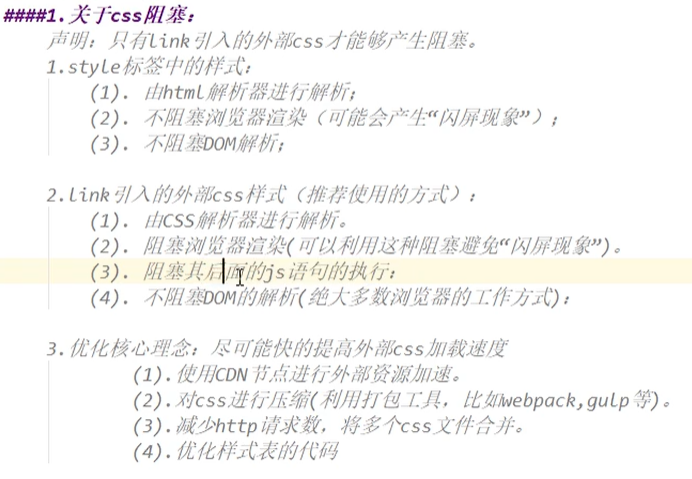 ####1.关于css阻塞：
声明：只有link引入的外部css才能够产生阻塞。
1.style标签中的样式：
(1). 由html解析器进行解析；
(2). 不阻塞浏览器渲染（可能会产生“闪屏现象”）；
(3). 不阻塞DOM解析；
2.link引入的外部css样式（推荐使用的方式）：
(1). 由CSS解析器进行解析。
(2). 阻塞浏览器渲染(可以利用这种阻塞避免“闪屏现象”)。
(3). 阻塞其后面的js语句的执行：
(4). 不阻塞DOM的解析(绝大多数浏览器的工作方式)：
3.优化核心理念：尽可能快的提高外部css加载速度
(1).使用CDN节点进行外部资源加速。
(2).对css进行压缩(利用打包工具，比如webpack,gulp等)。
(3).减少http请求数，将多个css文件合并。
(4).优化样式表的代码